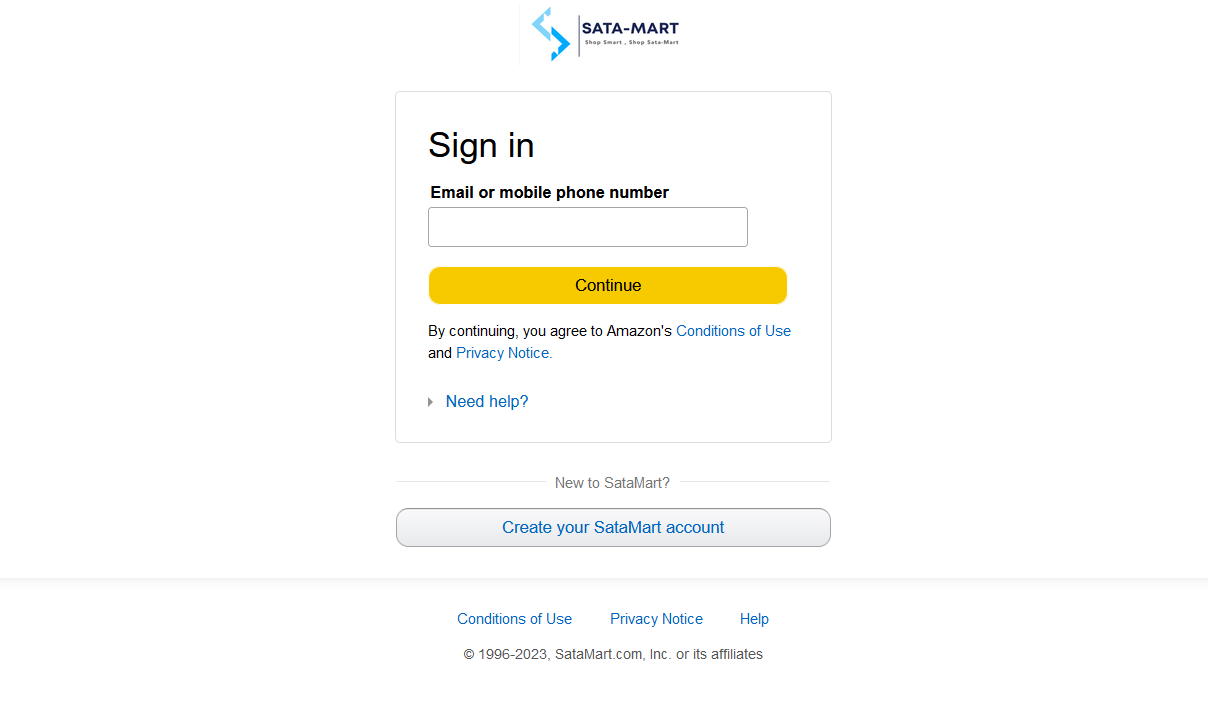 SATA-MART
Shop Smart , Shop Sata-Mart
Sign in
Email or mobile phone number
Continue
By continuing, you agree to Amazon's Conditions of Use
and Privacy Notice.
Need help?
New to SataMart?
Create your SataMart account
Conditions of Use Privacy Notice Help
© 1996-2023, SataMart.com, Inc. or its affiliates